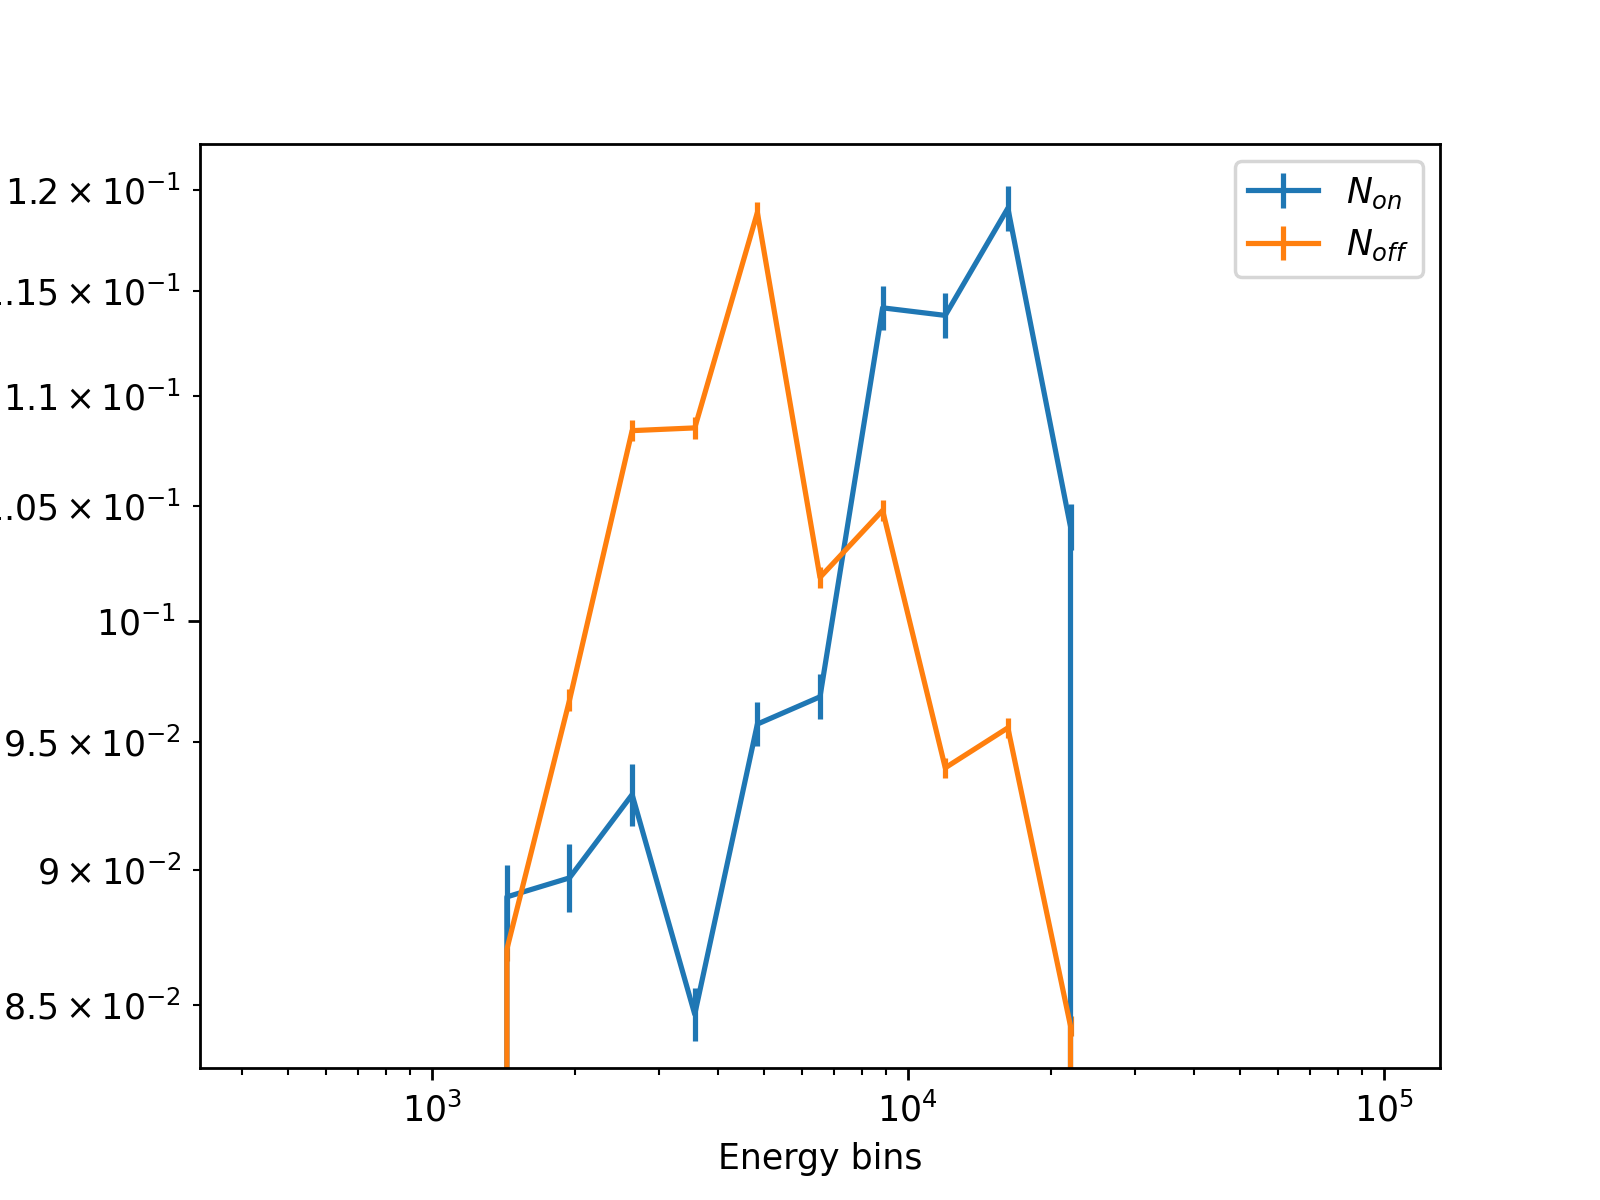 1.2 × 10⁻¹
.15 × 10⁻¹
1.1 × 10⁻¹
.05 × 10⁻¹
10⁻¹
9.5 × 10⁻²
9 × 10⁻²
8.5 × 10⁻²
10³ 10⁴ 10⁵
Energy bins
N_on
N_off